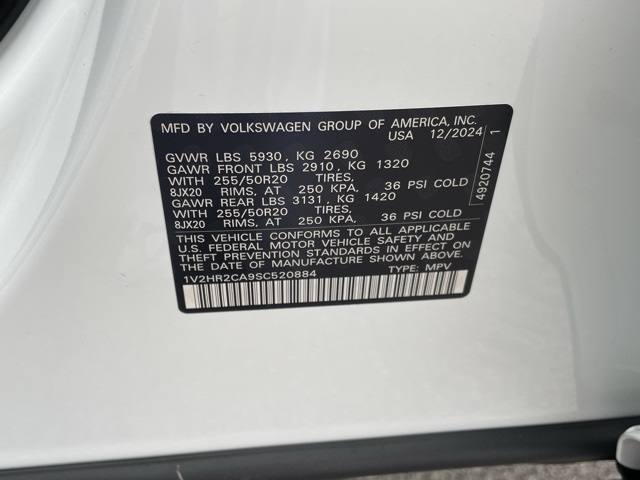 MFD BY VOLKSWAGEN GROUP OF AMERICA, INC.
USA 12/2024
GVWR LBS 5930, KG 2690
GAWR FRONT LBS 2910, KG 1320
WITH 255/50R20 TIRES,
8JX20 RIMS, AT 250 KPA, 36 PSI COLD
GAWR REAR LBS 3131, KG 1420
WITH 255/50R20 TIRES,
8JX20 RIMS, AT 250 KPA, 36 PSI COLD
THIS VEHICLE CONFORMS TO ALL APPLICABLE
U.S. FEDERAL MOTOR VEHICLE SAFETY AND
THEFT PREVENTION STANDARDS IN EFFECT ON
THE DATE OF MANUFACTURE SHOWN ABOVE.
1V2HR2CA9SC520884 TYPE: MPV
4920744 1